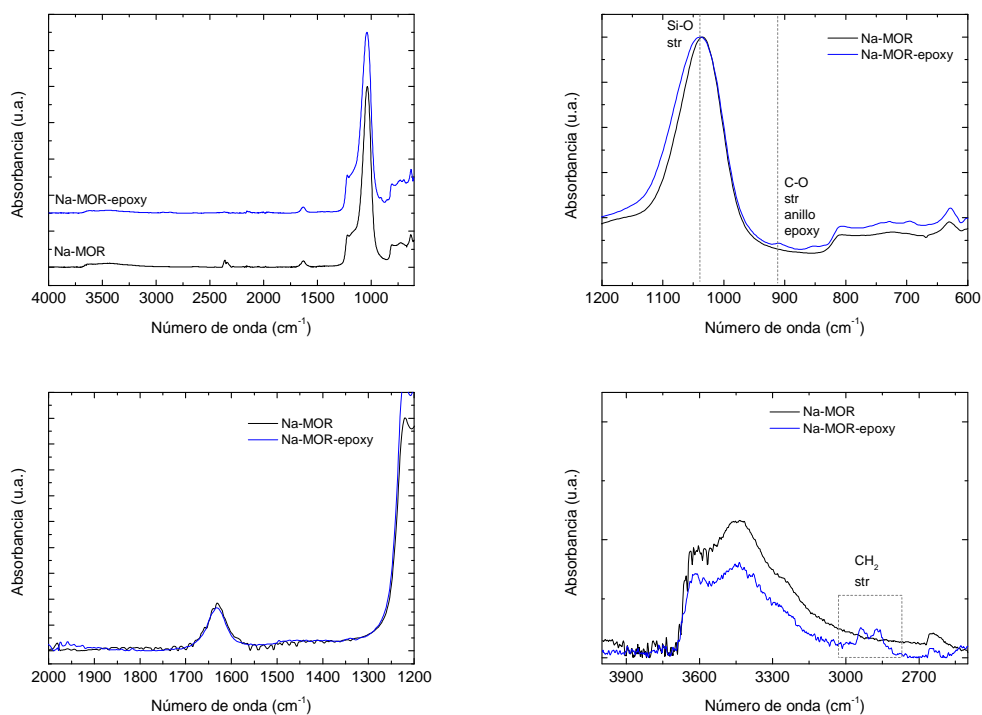 Absorbancia (u.a.)
Na-MOR-epoxy
Na-MOR
4000 3500 3000 2500 2000 1500 1000
Número de onda (cm⁻¹)
Absorbancia (u.a.)
Si-O
str
Na-MOR
Na-MOR-epoxy
C-O
str
anillo
epoxy
1200 1100 1000 900 800 700 600
Número de onda (cm⁻¹)
Absorbancia (u.a.)
Na-MOR
Na-MOR-epoxy
2000 1900 1800 1700 1600 1500 1400 1300 1200
Número de onda (cm⁻¹)
Absorbancia (u.a.)
Na-MOR
Na-MOR-epoxy
CH₂
str
3900 3600 3300 3000 2700
Número de onda (cm⁻¹)